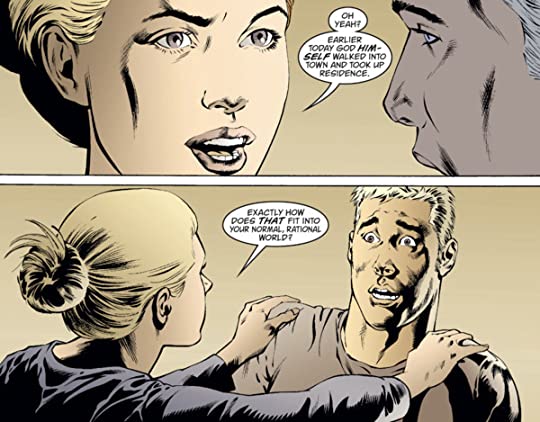 OH
YEAH?
EARLIER
TODAY GOD HIM-
SELF WALKED INTO
TOWN AND TOOK UP
RESIDENCE.
EXACTLY HOW
DOES THAT FIT INTO
YOUR NORMAL, RATIONAL
WORLD?